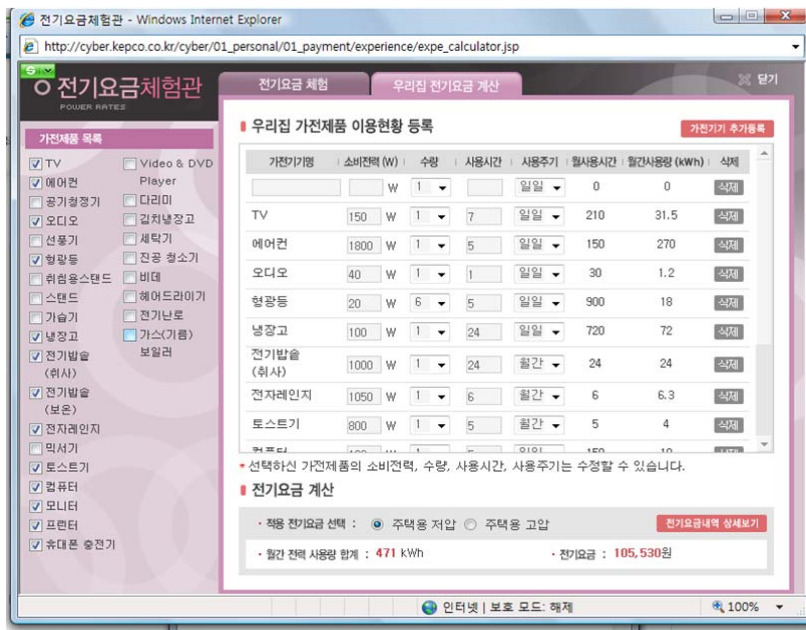 전기요금체험관 - Windows Internet Explorer
http://cyber.kepco.co.kr/cyber/01_personal/01_payment/experience/expe_calculator.jsp
전기요금체험관
POWER RATES
전기요금 체험
우리집 전기요금 계산
닫기
가전제품 목록
TV
에어컨
공기청정기
오디오
선풍기
형광등
취침용스탠드
스탠드
가습기
냉장고
전기밥솥
(취사)
전기밥솥
(보온)
전자레인지
믹서기
토스트기
컴퓨터
모니터
프린터
휴대폰 충전기
Video & DVD
Player
다리미
김치냉장고
세탁기
진공 청소기
비데
헤어드라이기
전기난로
가스(기름)
보일러
우리집 가전제품 이용현황 등록
가전기기 추가등록
가전기기명 소비전력 (W) 수량 사용시간 사용주기 월사용시간 월간사용량 (kWh) 삭제
W 1 일일 0 0 삭제
TV 150 W 1 7 일일 210 31.5 삭제
에어컨 1800 W 1 5 일일 150 270 삭제
오디오 40 W 1 1 일일 30 1.2 삭제
형광등 20 W 6 5 일일 900 18 삭제
냉장고 100 W 1 24 일일 720 72 삭제
전기밥솥
(취사) 1000 W 1 24 월간 24 24 삭제
전자레인지 1050 W 1 6 월간 6 6.3 삭제
토스트기 800 W 1 5 월간 5 4 삭제
* 선택하신 가전제품의 소비전력, 수량, 사용시간, 사용주기는 수정할 수 있습니다.
전기요금 계산
· 적용 전기요금 선택 : 주택용 저압 주택용 고압
전기요금내역 상세보기
· 월간 전력 사용량 합계 : 471 kWh
· 전기요금 : 105,530원
인터넷 | 보호 모드: 해제
100%